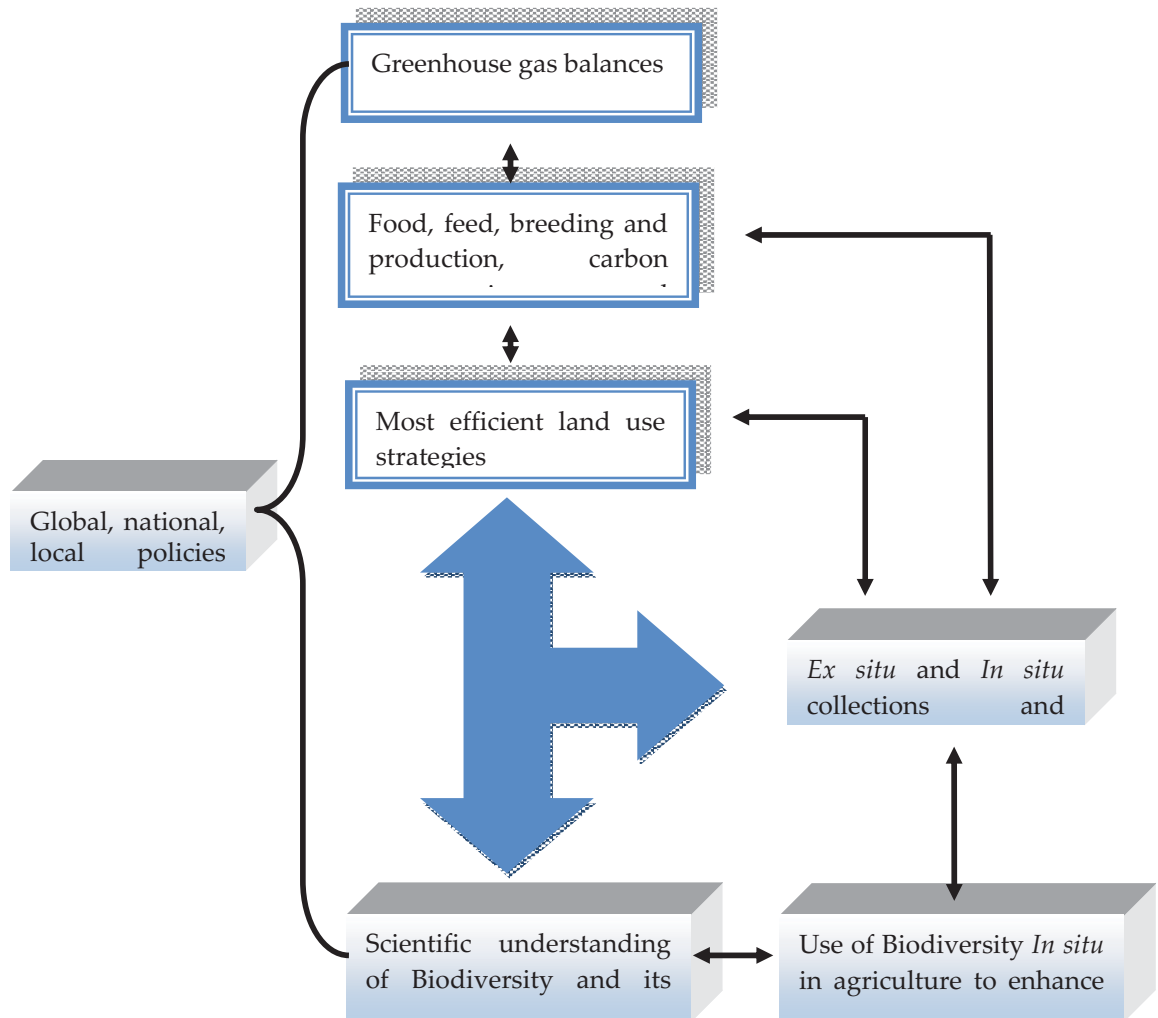 Greenhouse gas balances
Food, feed, breeding and
production, carbon
Most efficient land use
strategies
Global, national,
local policies
Ex situ and In situ
collections and
Scientific understanding
of Biodiversity and its
Use of Biodiversity In situ
in agriculture to enhance